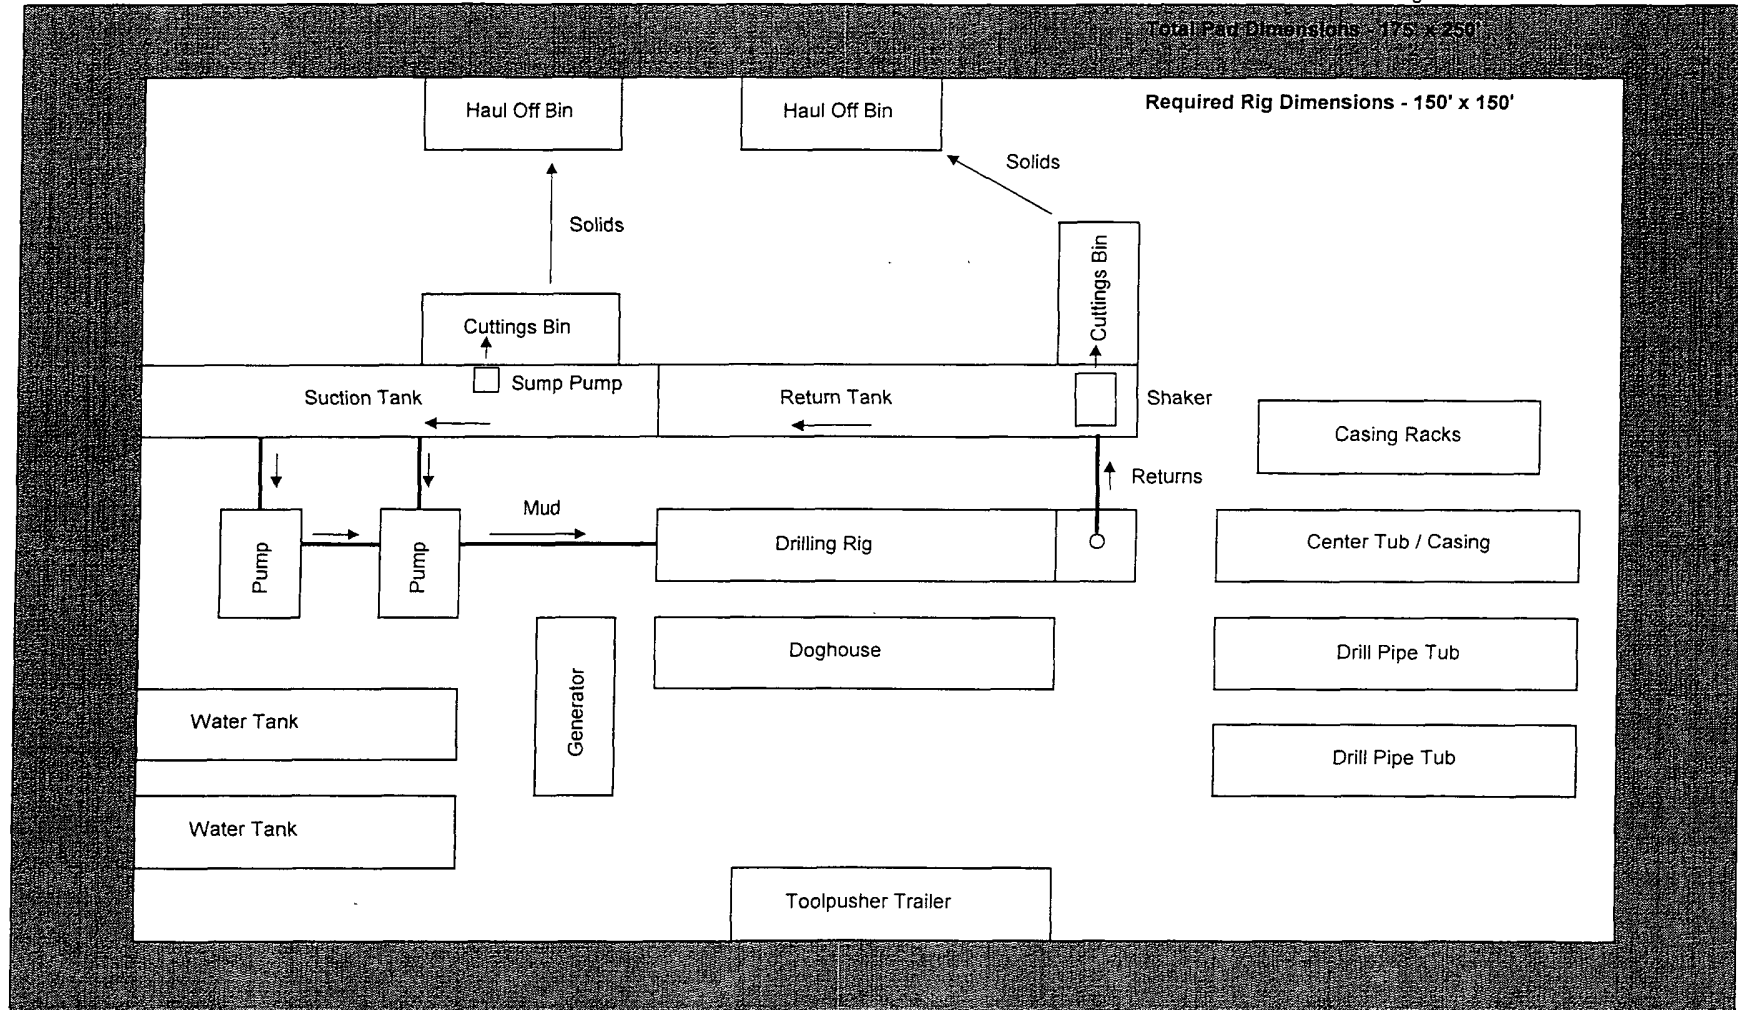 Total Pad Dimensions - 175' x 250'
Required Rig Dimensions - 150' x 150'
Haul Off Bin
Haul Off Bin
Solids
Solids
Cuttings Bin
Cuttings Bin
Sump Pump
Suction Tank
Return Tank
Shaker
Casing Racks
Returns
Mud
Pump
Pump
Drilling Rig
Center Tub / Casing
Doghouse
Drill Pipe Tub
Generator
Water Tank
Drill Pipe Tub
Water Tank
Toolpusher Trailer